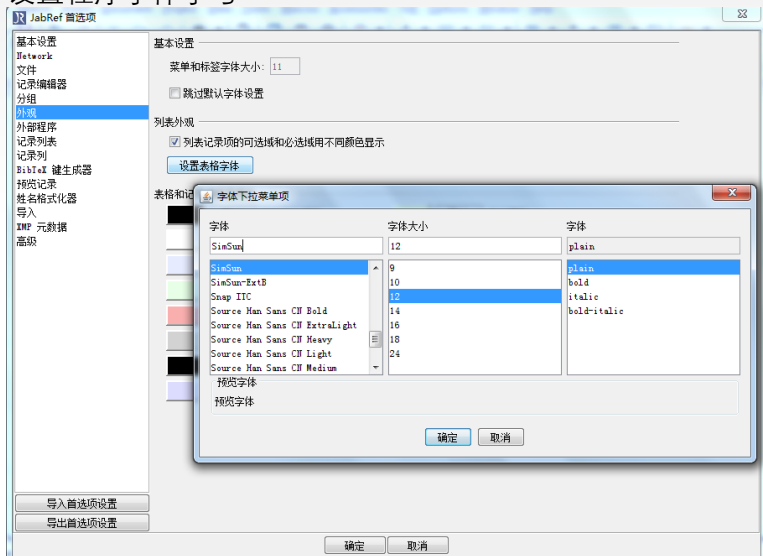 设置程序字体字号
JabRef 首选项
基本设置
Network
文件
记录编辑器
分组
外观
外部程序
记录列表
记录列
BibTeX 键生成器
预览记录
姓名格式化器
导入
XMP 元数据
高级
导入首选项设置
导出首选项设置
基本设置
菜单和标签字体大小: 11
跳过默认字体设置
列表外观
列表记录项的可选域和必选域用不同颜色显示
设置表格字体
表格和记
字体下拉菜单项
字体 字体大小 字体
SimSun 12 plain
SimSun 9 plain
SimSun-ExtB 10 bold
Snap ITC 12 italic
Source Han Sans CN Bold 14 bold-italic
Source Han Sans CN ExtraLight 16
Source Han Sans CN Heavy 18
Source Han Sans CN Light 24
Source Han Sans CN Medium
预览字体
预览字体
确定 取消
确定 取消